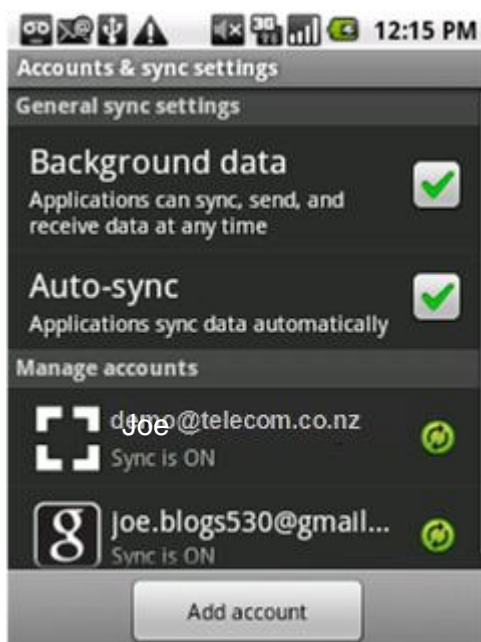 3G
12:15 PM
Accounts & sync settings
General sync settings
Background data
Applications can sync, send, and
receive data at any time
Auto-sync
Applications sync data automatically
Manage accounts
demo@telecom.co.nz
Joe
Sync is ON
g
joe.blogs530@gmail...
Sync is ON
Add account